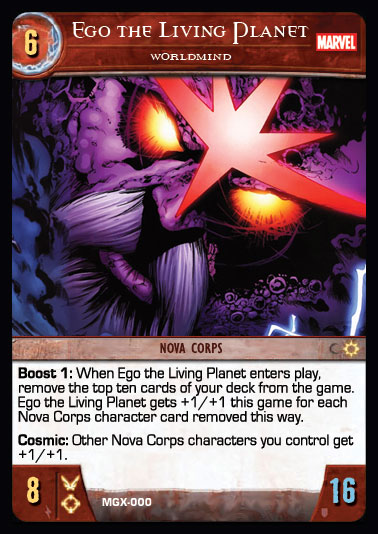 6
Ego the Living Planet
MARVEL
WORLDMIND
NOVA CORPS
C
Boost 1: When Ego the Living Planet enters play,
remove the top ten cards of your deck from the game.
Ego the Living Planet gets +1/+1 this game for each
Nova Corps character card removed this way.
Cosmic: Other Nova Corps characters you control get
+1/+1.
8
MGX-000
16